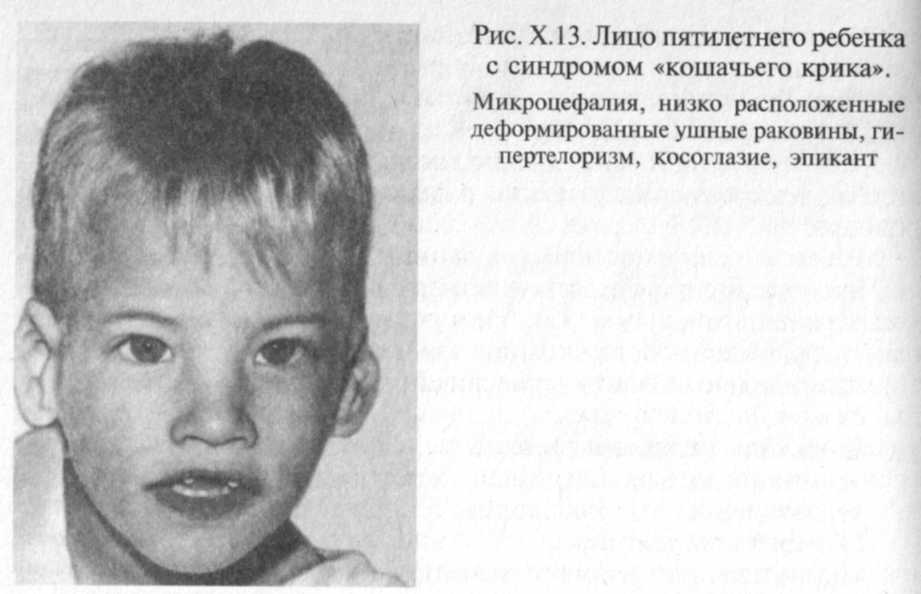 Рис. X.13. Лицо пятилетнего ребенка
с синдромом «кошачьего крика».
Микроцефалия, низко расположенные
деформированные ушные раковины, ги-
пертелоризм, косоглазие, эпикант